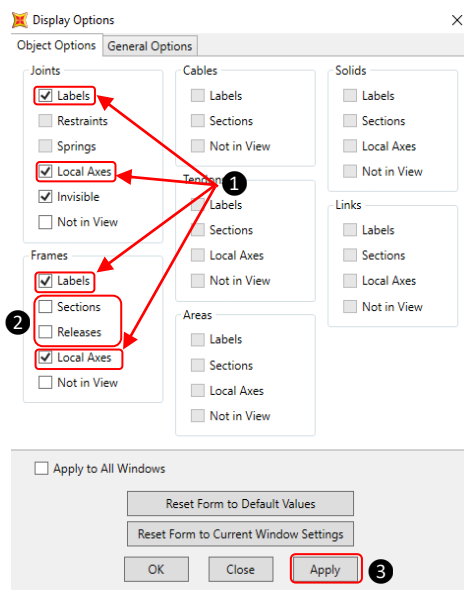 Display Options
Object Options
General Options
Joints
Labels
Restraints
Springs
Local Axes
Invisible
Not in View
Frames
Labels
Sections
Releases
Local Axes
Not in View
Cables
Labels
Sections
Not in View
Tendons
Labels
Sections
Local Axes
Not in View
Areas
Labels
Sections
Local Axes
Not in View
Solids
Labels
Sections
Local Axes
Not in View
Links
Labels
Sections
Local Axes
Not in View
1
2
Apply to All Windows
Reset Form to Default Values
Reset Form to Current Window Settings
OK
Close
Apply
3